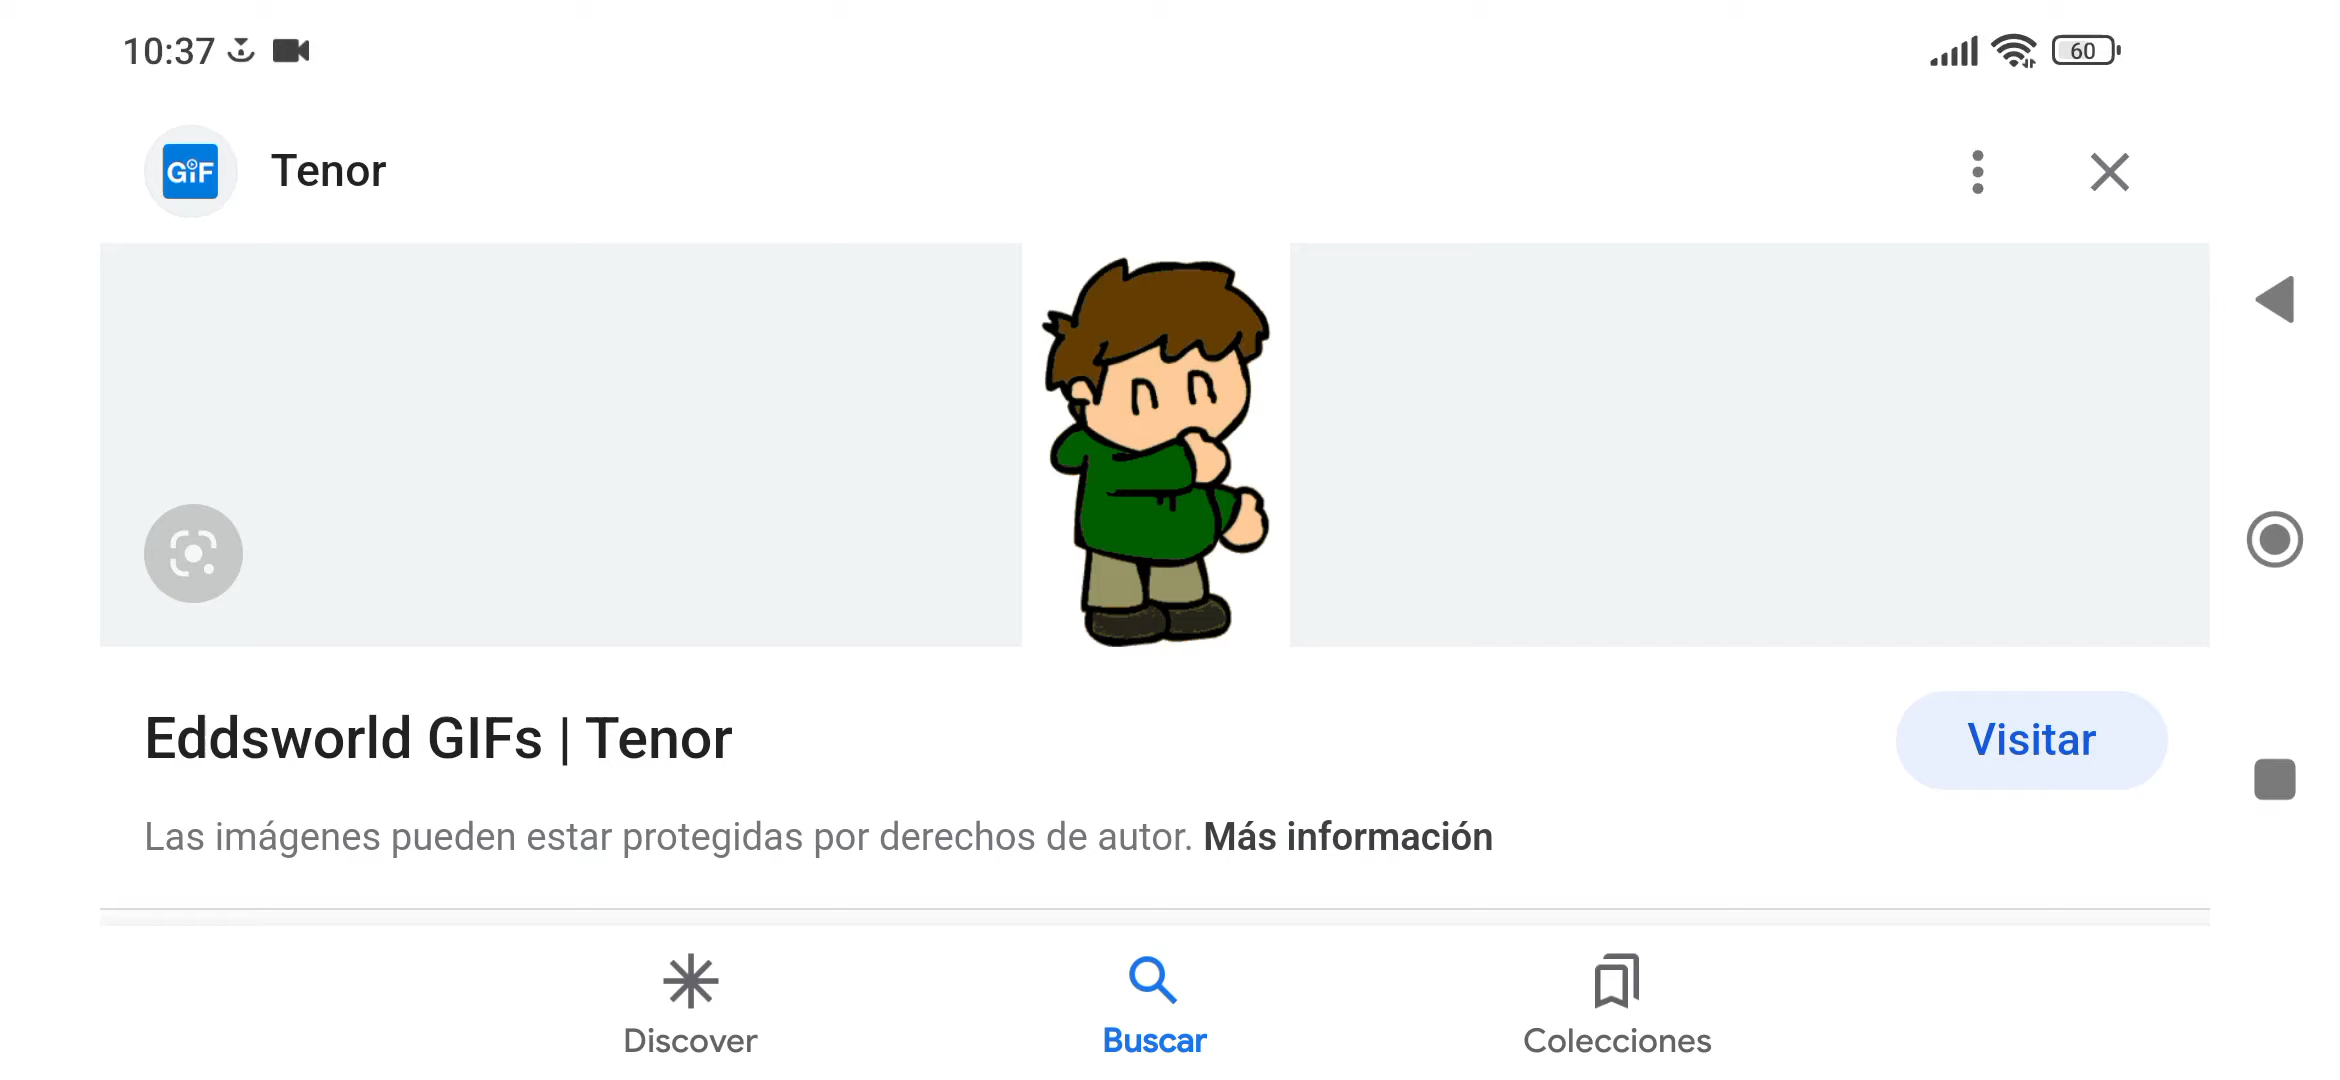 10:37
60
GIF
Tenor
Eddsworld GIFs | Tenor
Visitar
Las imágenes pueden estar protegidas por derechos de autor. Más información
Discover
Buscar
Colecciones